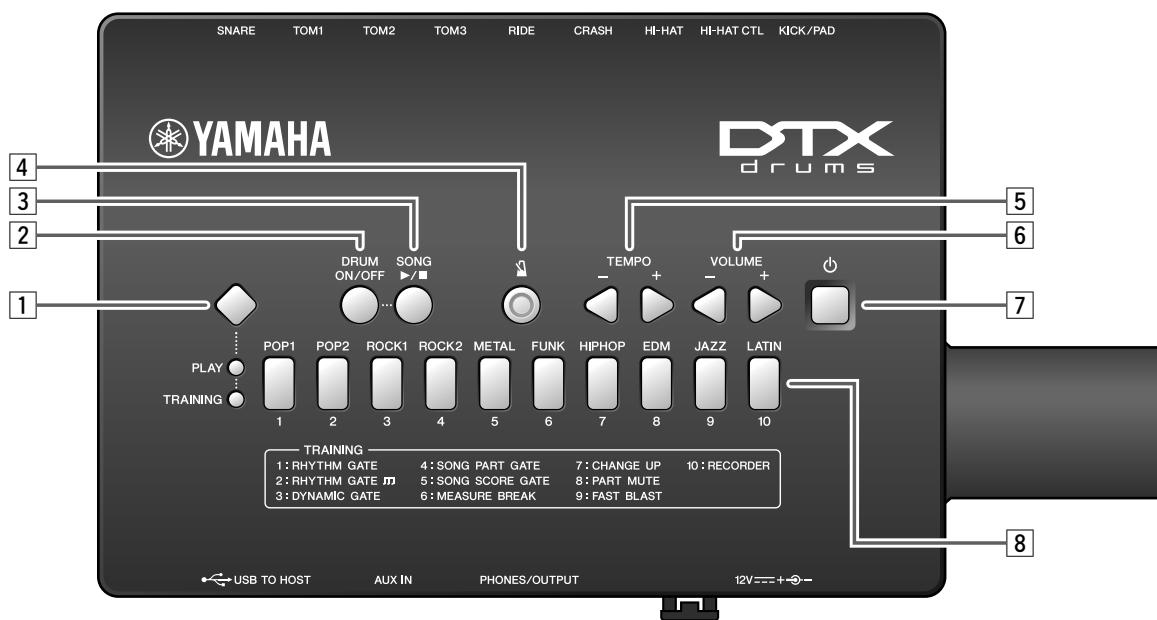 SNARE TOM1 TOM2 TOM3 RIDE CRASH HI-HAT HI-HAT CTL KICK/PAD
YAMAHA
DTX
drums
4
3
2
5
6
DRUM
ON/OFF
SONG
►/■
TEMPO
– +
VOLUME
– +
1
7
POP1 POP2 ROCK1 ROCK2 METAL FUNK HIPHOP EDM JAZZ LATIN
PLAY
TRAINING
1 2 3 4 5 6 7 8 9 10
TRAINING
1 : RHYTHM GATE 4 : SONG PART GATE 7 : CHANGE UP 10 : RECORDER
2 : RHYTHM GATE 5 : SONG SCORE GATE 8 : PART MUTE
3 : DYNAMIC GATE 6 : MEASURE BREAK 9 : FAST BLAST
8
USB TO HOST AUX IN PHONES/OUTPUT 12V + –